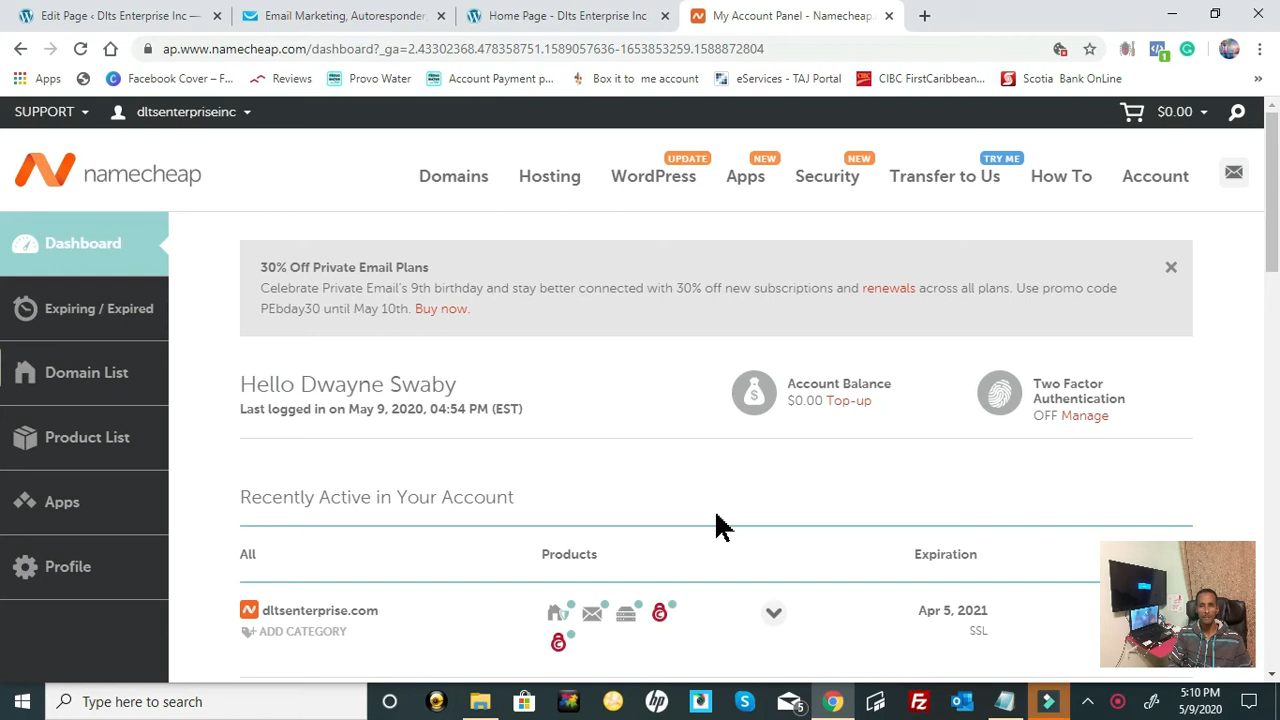 Edit Page ‹ Dlts Enterprise Inc —
Email Marketing, Autoresponder
Home Page - Dlts Enterprise Inc
My Account Panel - Namecheap
ap.www.namecheap.com/dashboard?_ga=2.43302368.478358751.1589057636-1653853259.1589872804
Apps
Facebook Cover – F...
Reviews
Provo Water
Account Payment p...
Box it to me account
eServices - TAJ Portal
CIBC FirstCaribbean...
Scotia Bank OnLine
SUPPORT
dltsenterpriseinc
$0.00
namecheap
Domains
Hosting
UPDATE
WordPress
NEW
Apps
NEW
Security
TRY ME
Transfer to Us
How To
Account
Dashboard
Expiring / Expired
Domain List
Product List
Apps
Profile
30% Off Private Email Plans
Celebrate Private Email's 9th birthday and stay better connected with 30% off new subscriptions and renewals across all plans. Use promo code
PEbday30 until May 10th. Buy now.
Hello Dwayne Swaby
Last logged in on May 9, 2020, 04:54 PM (EST)
Account Balance
$0.00 Top-up
Two Factor
Authentication
OFF Manage
Recently Active in Your Account
All
Products
Expiration
dltsenterprise.com
ADD CATEGORY
Apr 5, 2021
SSL
Type here to search
5
5:10 PM
5/9/2020